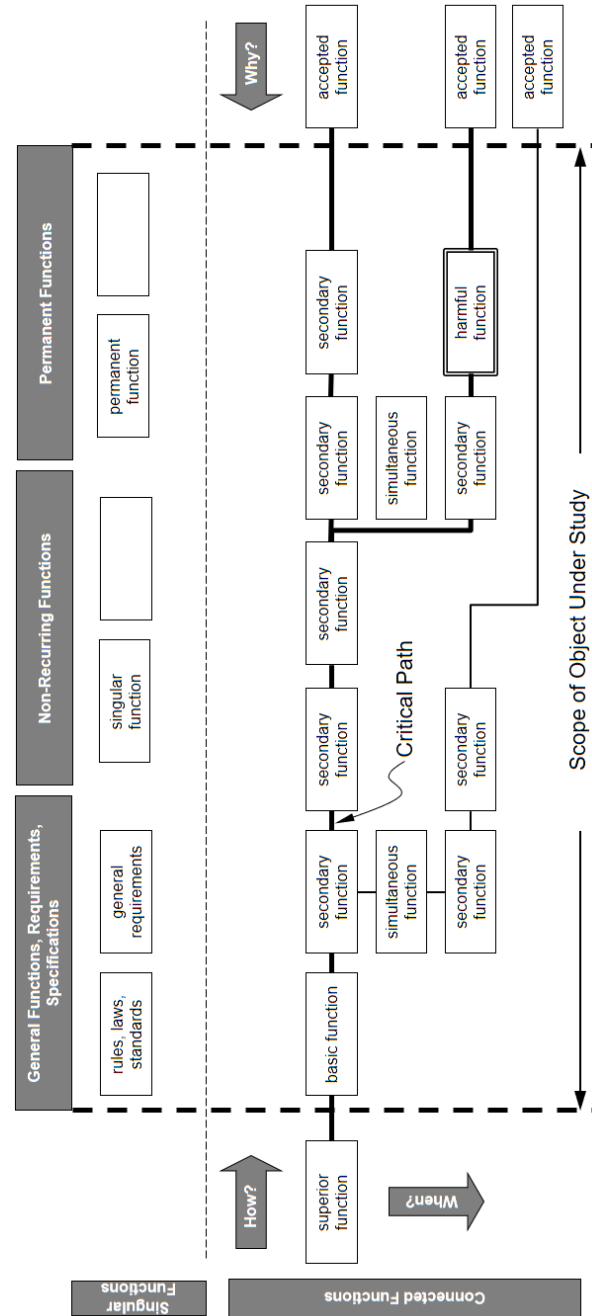 General Functions, Requirements,
Specifications
Non-Recurring Functions
Permanent Functions
Singular
Functions
rules, laws,
standards
general
requirements
singular
function
permanent
function
How?
Why?
Connected Functions
superior
function
basic function
secondary
function
secondary
function
secondary
function
secondary
function
secondary
function
accepted
function
When?
simultaneous
function
Critical Path
simultaneous
function
secondary
function
secondary
function
secondary
function
harmful
function
accepted
function
accepted
function
Scope of Object Under Study